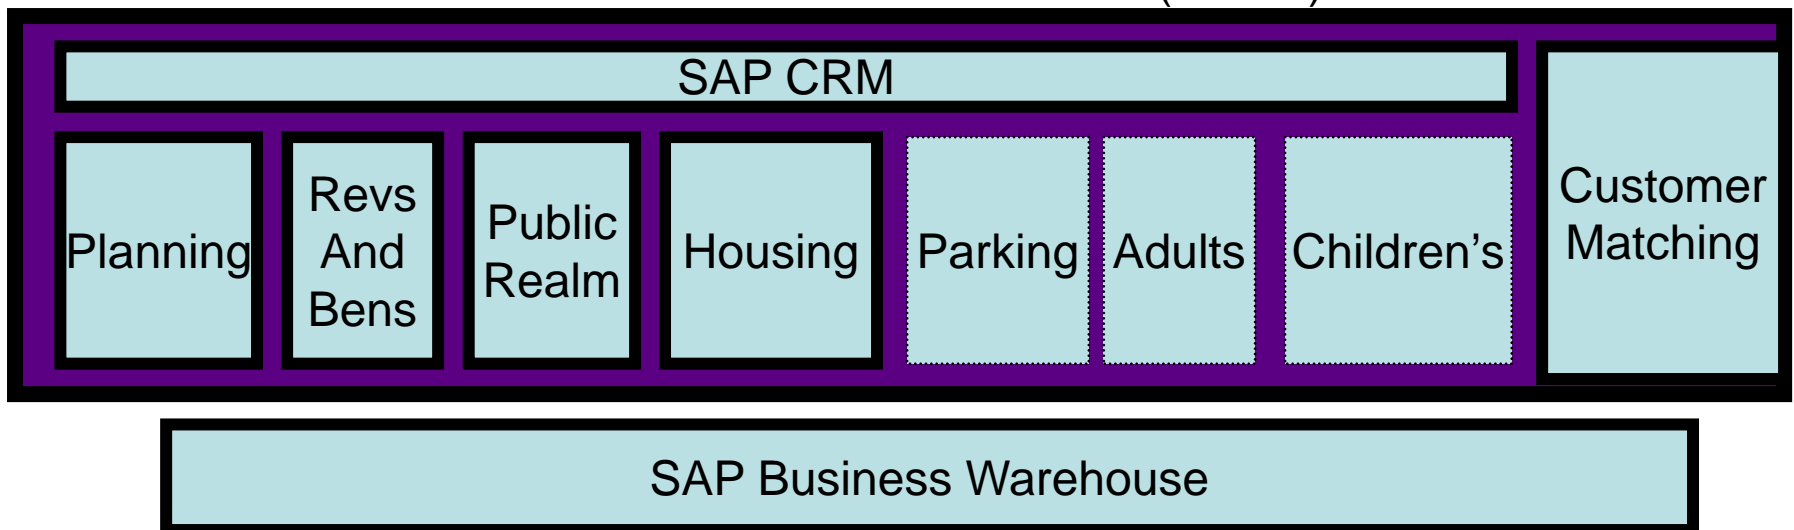 SAP CRM
Planning
Revs
And
Bens
Public
Realm
Housing
Parking
Adults
Children’s
Customer
Matching
SAP Business Warehouse